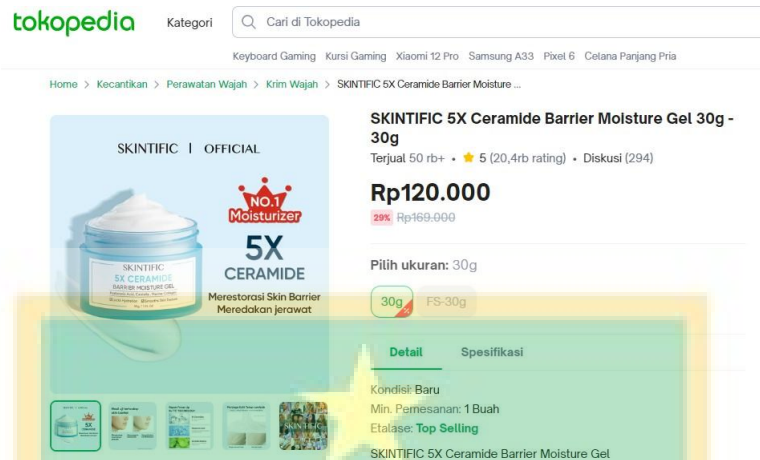 tokopedia
Kategori
Cari di Tokopedia
Keyboard Gaming Kursi Gaming Xiaomi 12 Pro Samsung A33 Pixel 6 Celana Panjang Pria
Home > Kecantikan > Perawatan Wajah > Krim Wajah > SKINTIFIC 5X Ceramide Barrier Moisture ...
SKINTIFIC | OFFICIAL
NO.1
Moisturizer
5X
CERAMIDE
Merestorasi Skin Barrier
Meredakan jerawat
SKINTIFIC
5X CERAMIDE
BARRIER MOISTURE GEL
SKINTIFIC 5X Ceramide Barrier Moisture Gel 30g -
30g
Terjual 50 rb+ • 5 (20,4rb rating) • Diskusi (294)
Rp120.000
29% Rp169.000
Pilih ukuran: 30g
30g FS-30g
Detail Spesifikasi
Kondisi: Baru
Min. Pemesanan: 1 Buah
Etalase: Top Selling
SKINTIFIC 5X Ceramide Barrier Moisture Gel
5X
SKINTIFIC